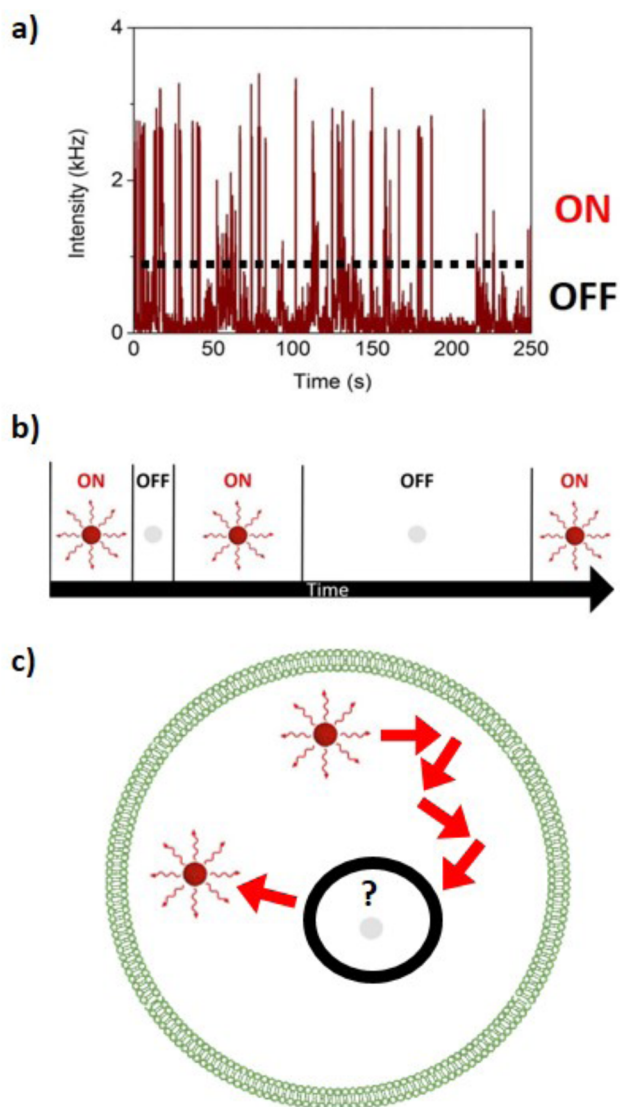 a)
4
2
0
Intensity (kHz)
0 50 100 150 200 250
Time (s)
ON
OFF
b)
ON OFF ON OFF ON
Time
c)
?